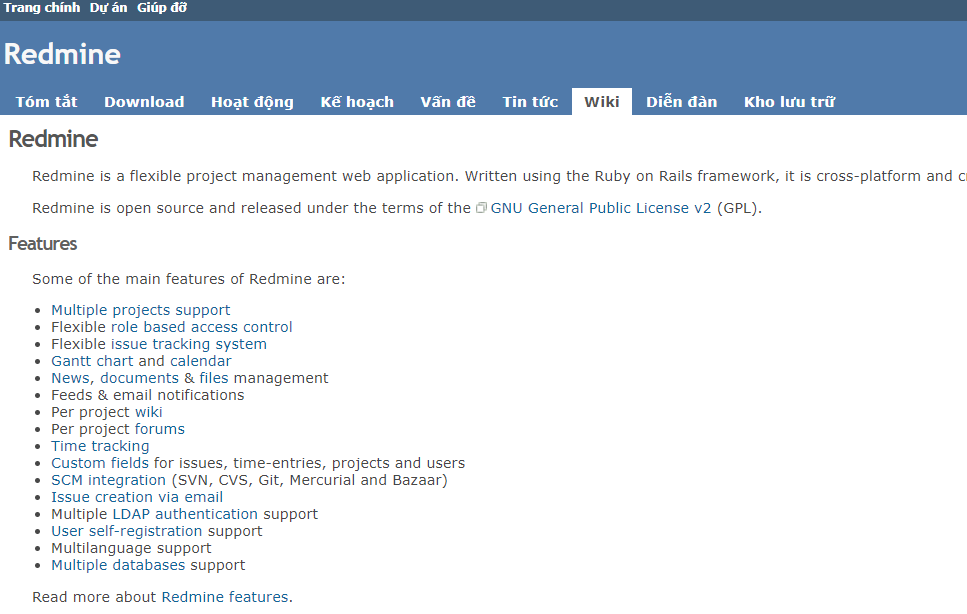 Trang chính Dự án Giúp đỡ
Redmine
Tóm tắt Download Hoạt động Kế hoạch Vấn đề Tin tức Wiki Diễn đàn Kho lưu trữ
Redmine
Redmine is a flexible project management web application. Written using the Ruby on Rails framework, it is cross-platform and
Redmine is open source and released under the terms of the GNU General Public License v2 (GPL).
Features
Some of the main features of Redmine are:
• Multiple projects support
• Flexible role based access control
• Flexible issue tracking system
• Gantt chart and calendar
• News, documents & files management
• Feeds & email notifications
• Per project wiki
• Per project forums
• Time tracking
• Custom fields for issues, time-entries, projects and users
• SCM integration (SVN, CVS, Git, Mercurial and Bazaar)
• Issue creation via email
• Multiple LDAP authentication support
• User self-registration support
• Multilanguage support
• Multiple databases support
Read more about Redmine features.